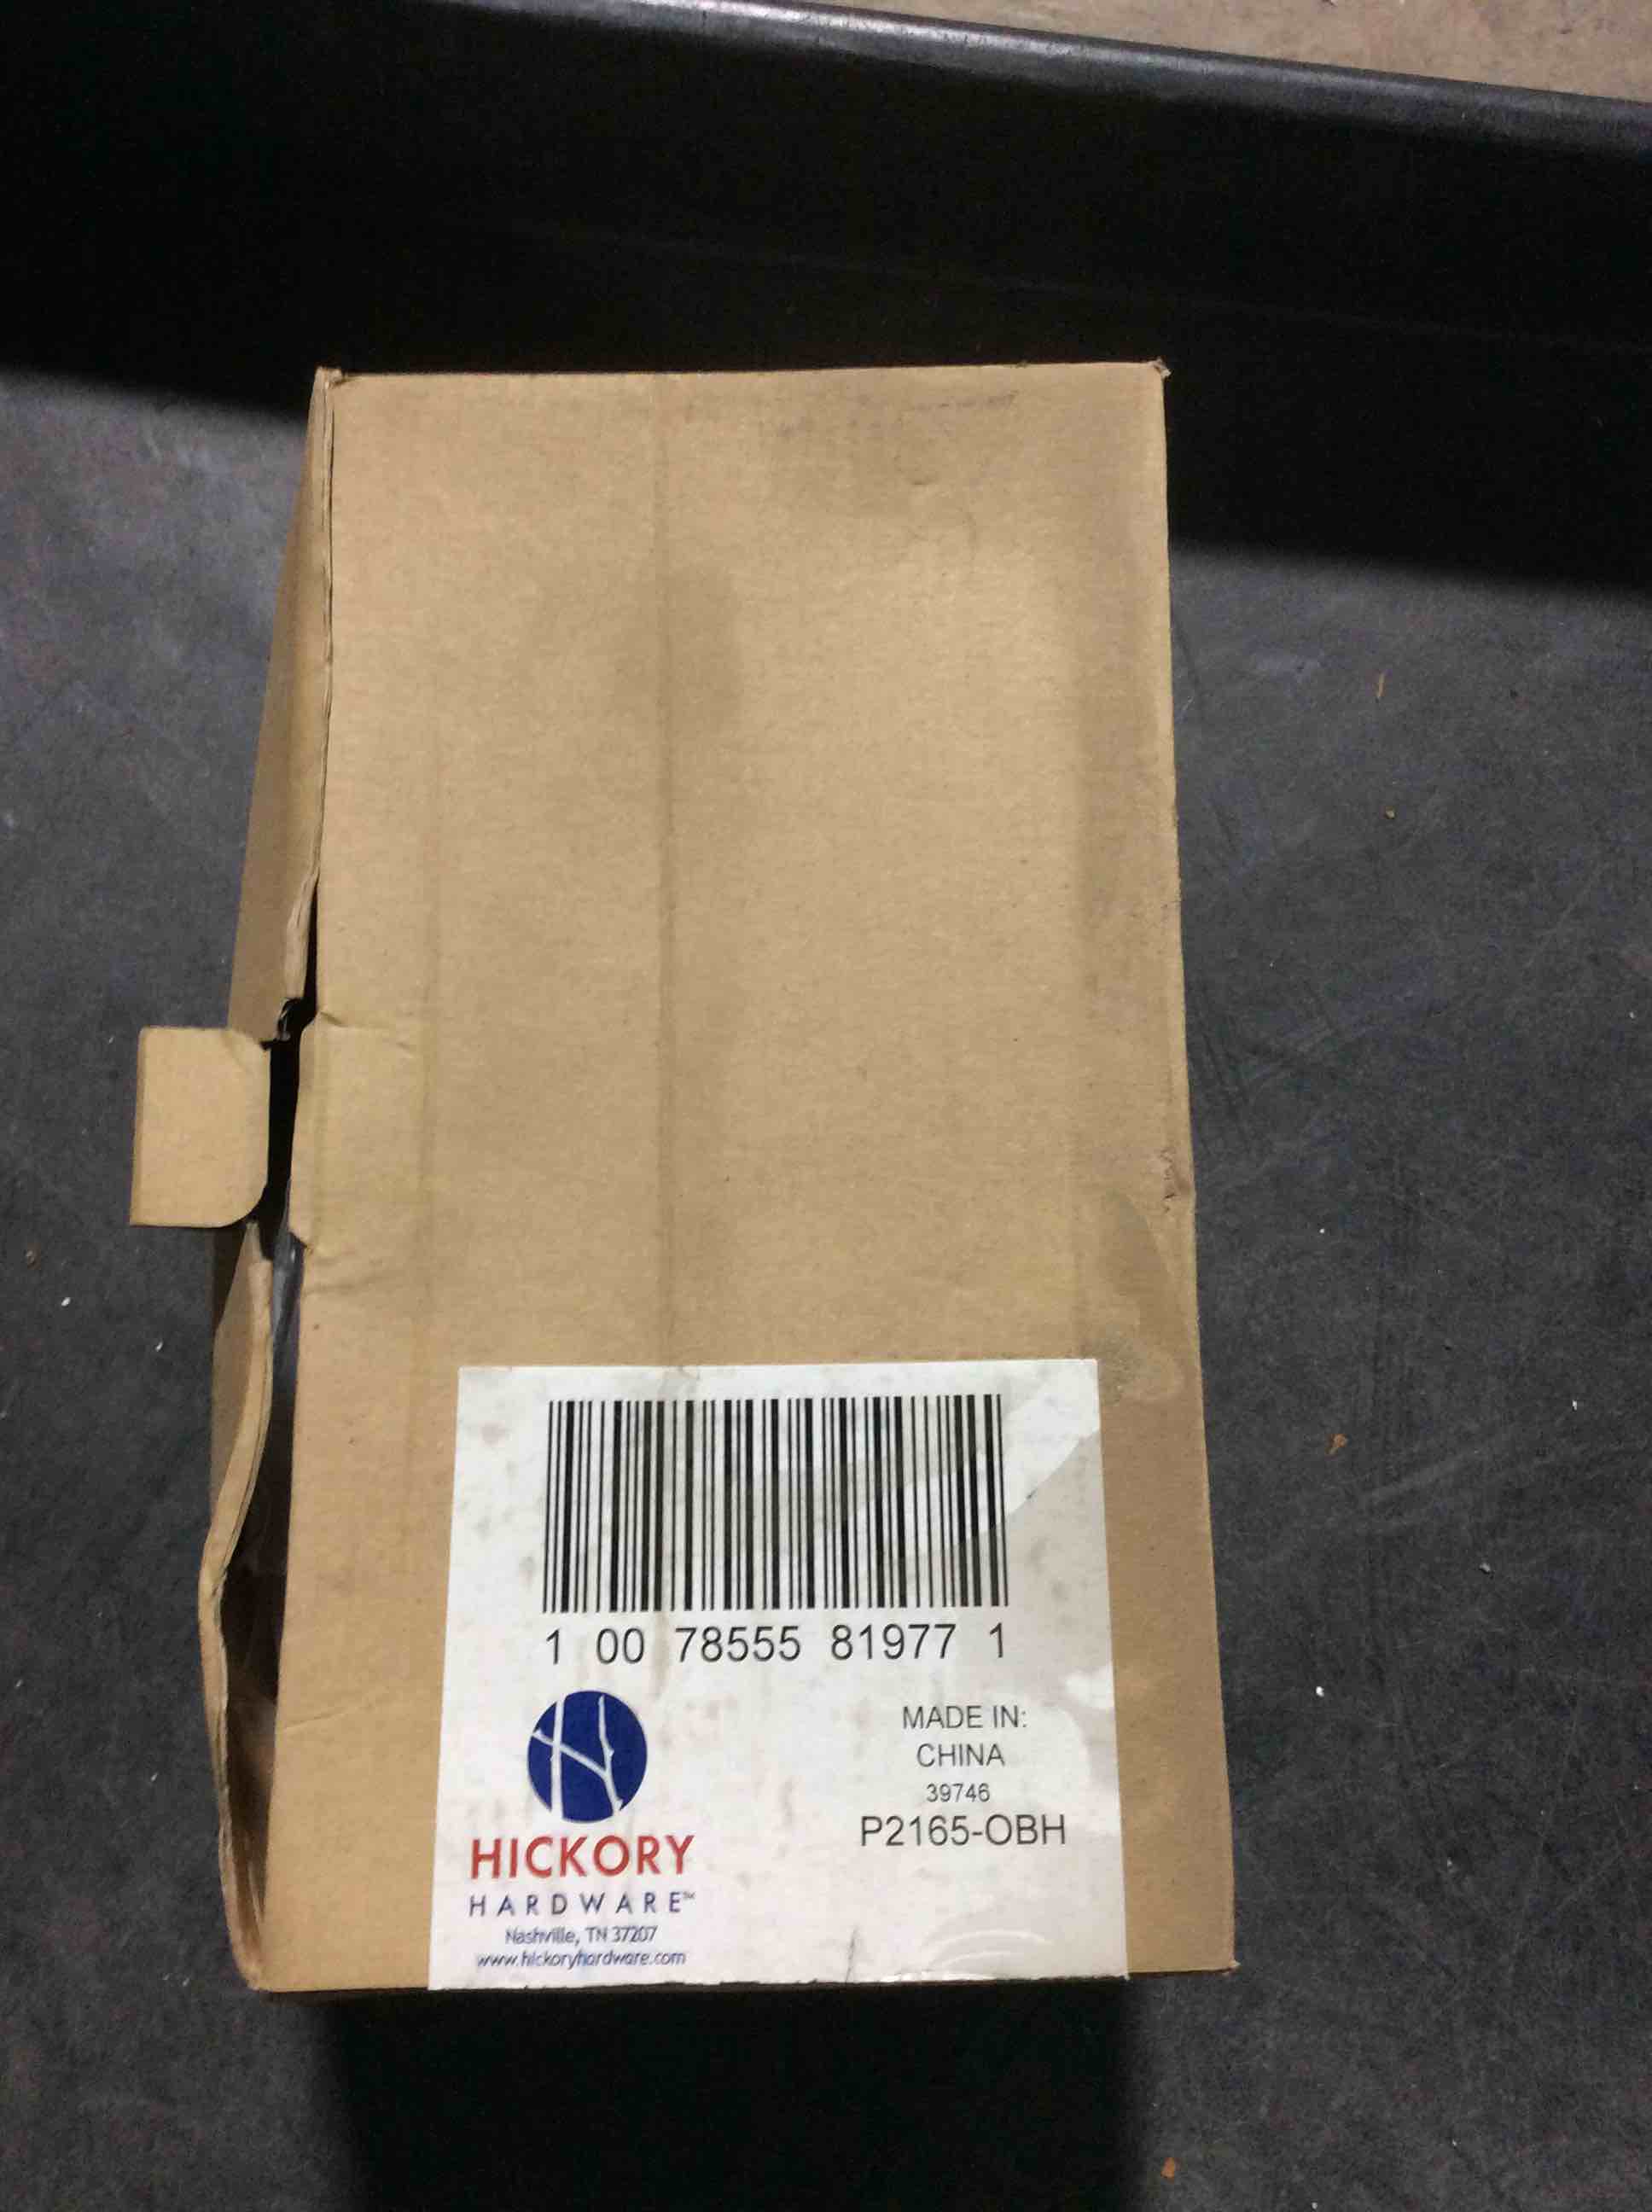 1 00 78555 81977 1
HICKORY
HARDWARE™
Nashville, TN 37207
www.hickoryhardware.com
MADE IN:
CHINA
39746
P2165-OBH